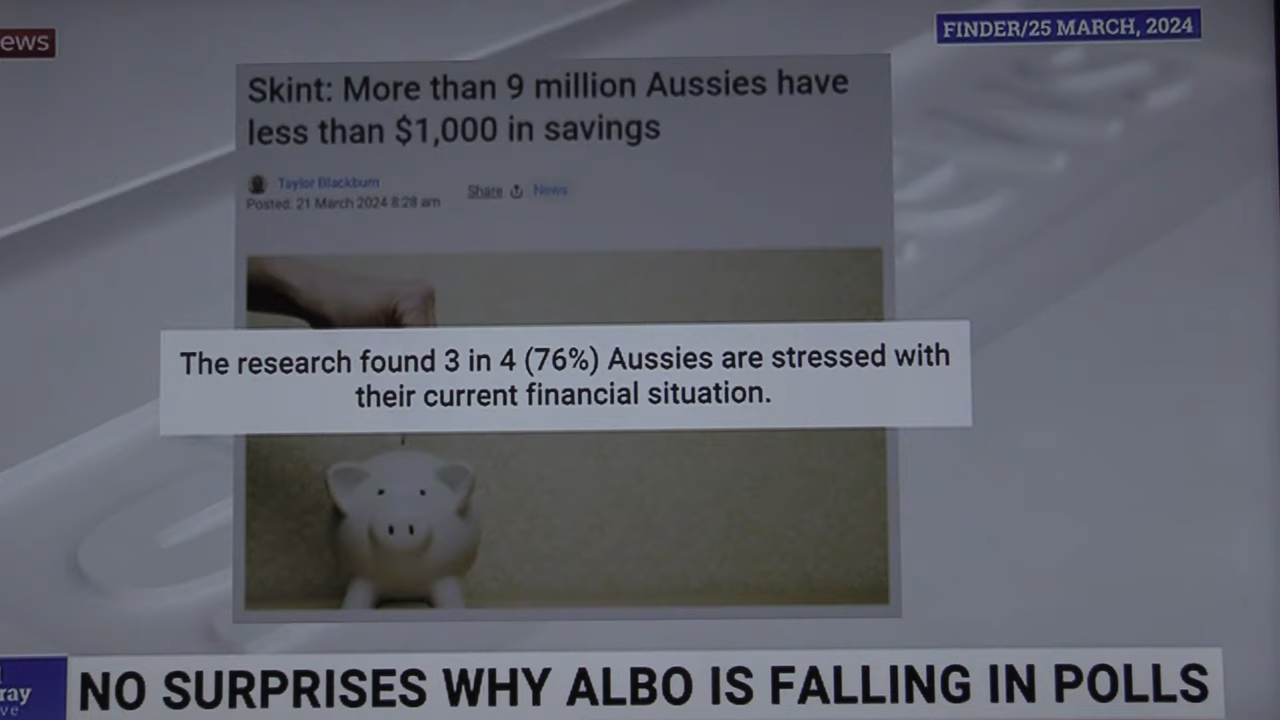 ews
FINDER/25 MARCH, 2024
Skint: More than 9 million Aussies have
less than $1,000 in savings
Taylor Blackburn
Posted: 21 March 2024 8:28 am
Share
News
The research found 3 in 4 (76%) Aussies are stressed with
their current financial situation.
ray
ve
NO SURPRISES WHY ALBO IS FALLING IN POLLS